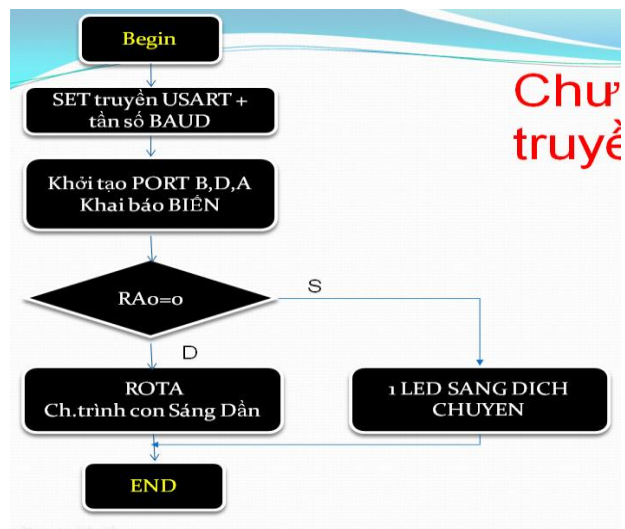 Begin
SET truyền USART +
tần số BAUD
Chư
truyề
Khởi tạo PORT B,D,A
Khai báo BIẾN
RA0=0
S
D
ROTA
Ch.trình con Sáng Dần
1 LED SANG DICH
CHUYEN
END